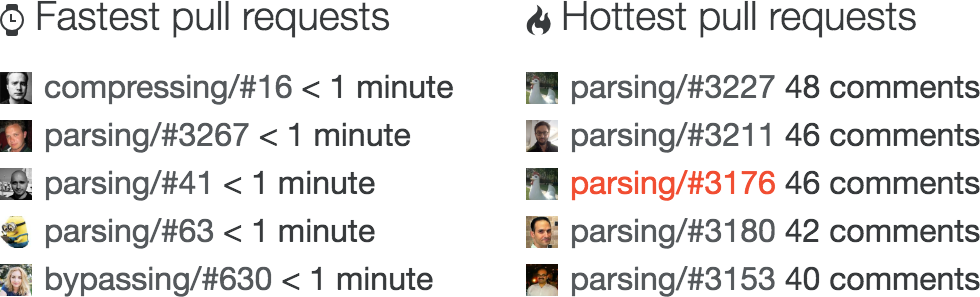 Fastest pull requests
compressing/#16 < 1 minute
parsing/#3267 < 1 minute
parsing/#41 < 1 minute
parsing/#63 < 1 minute
bypassing/#630 < 1 minute
Hottest pull requests
parsing/#3227 48 comments
parsing/#3211 46 comments
parsing/#3176 46 comments
parsing/#3180 42 comments
parsing/#3153 40 comments